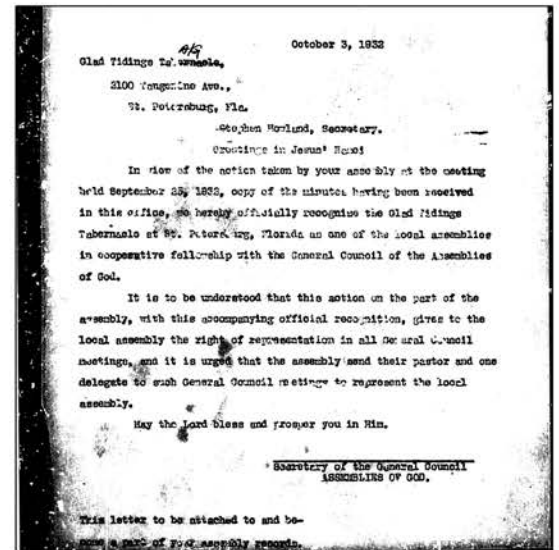 October 3, 1932
A/G
Glad Tidings Tabernacle,
2100 Tangerine Ave.,
St. Petersburg, Fla.
Stephen Howland, Secretary.
Greetings in Jesus' Name:
In view of the action taken by your assembly at the meeting
held September 25, 1932, copy of the minutes having been received
in this office, we hereby officially recognize the Glad Tidings
Tabernacle at St. Petersburg, Florida as one of the local assemblies
in cooperative fellowship with the General Council of the Assemblies
of God.
It is to be understood that this action on the part of the
assembly, with this accompanying official recognition, gives to the
local assembly the right of representation in all General Council
meetings, and it is urged that the assembly send their pastor and one
delegate to such General Council meetings to represent the local
assembly.
May the Lord bless and prosper you in Him.
Secretary of the General Council
ASSEMBLIES OF GOD.
This letter to be attached to and be-
come a part of your assembly records.